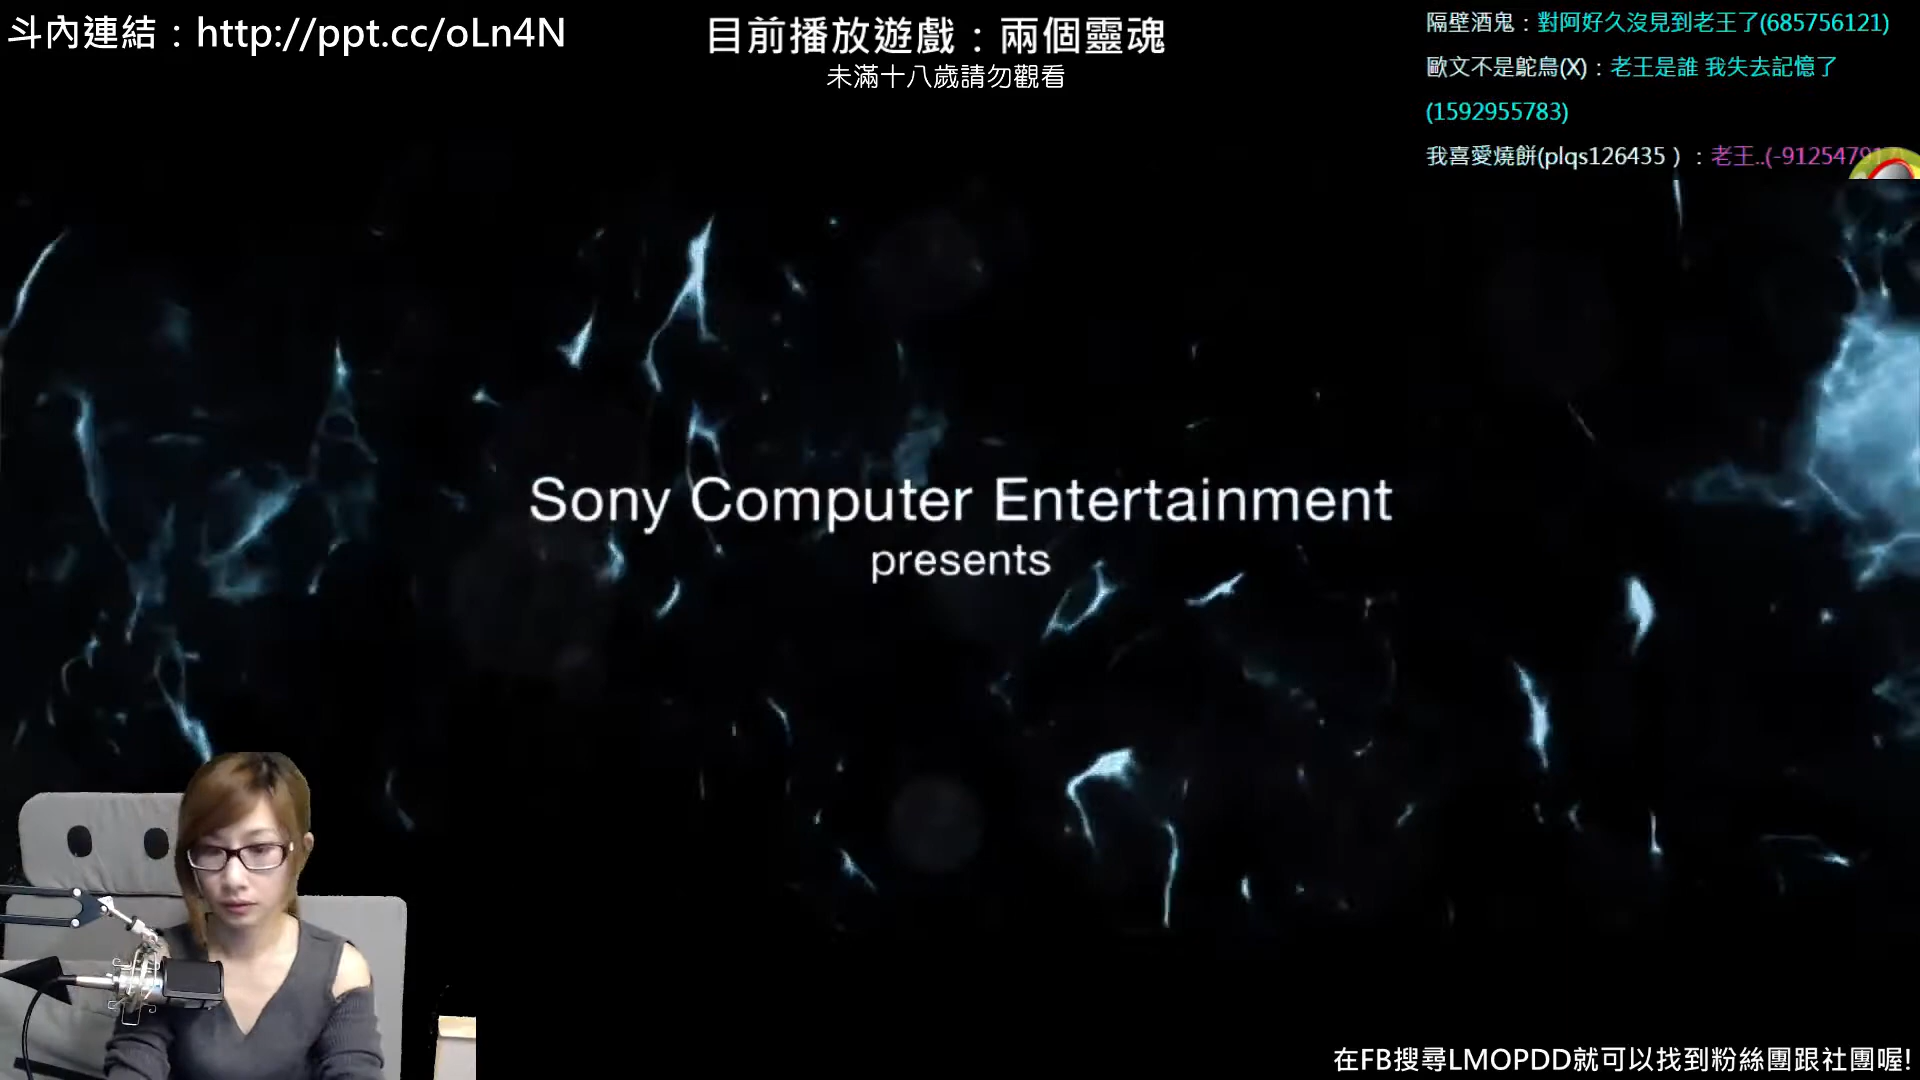 斗內連結：http://ppt.cc/oLn4N
目前播放遊戲：兩個靈魂
未滿十八歲請勿觀看
隔壁酒鬼：對阿好久沒見到老王了(685756121)
歐文不是鴕鳥(X)：老王是誰 我失去記憶了
(1592955783)
我喜愛燒餅(plqs126435 )：老王..(-912547917)
Sony Computer Entertainment
presents
在FB搜尋LMOPDD就可以找到粉絲團跟社團喔!